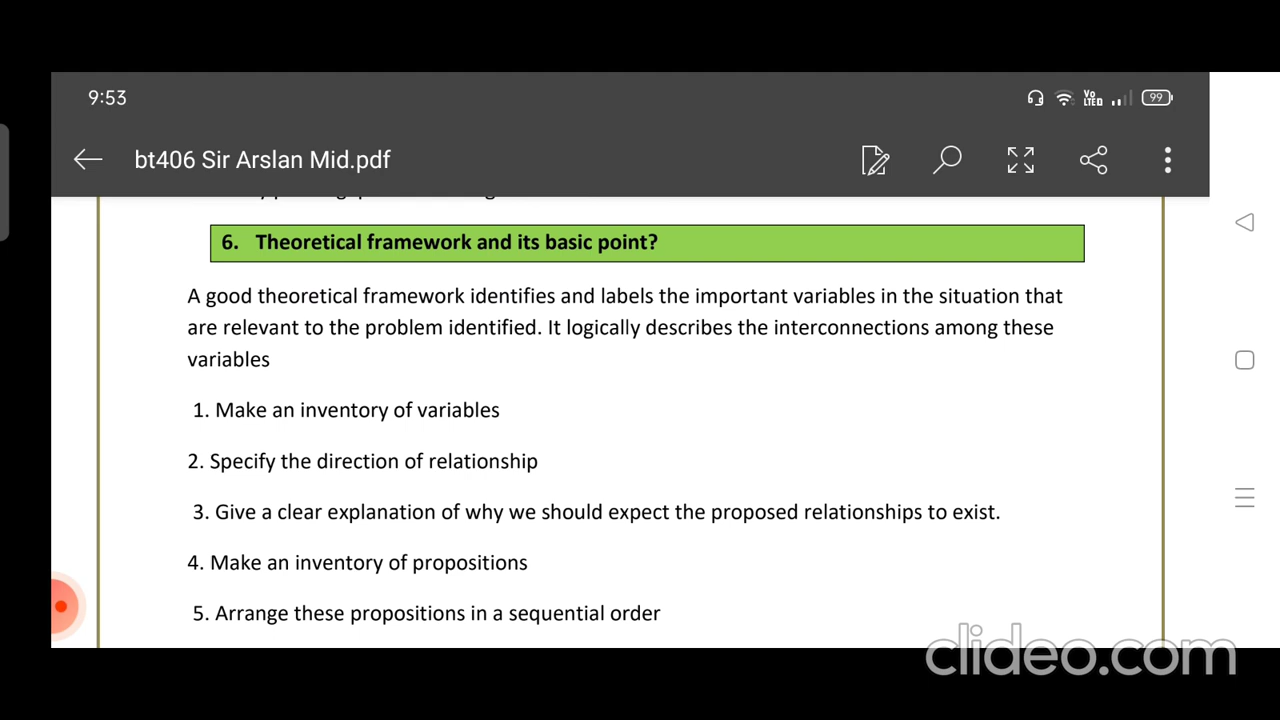 9:53
Vo
LTED
99
bt406 Sir Arslan Mid.pdf
6. Theoretical framework and its basic point?
A good theoretical framework identifies and labels the important variables in the situation that
are relevant to the problem identified. It logically describes the interconnections among these
variables
1. Make an inventory of variables
2. Specify the direction of relationship
3. Give a clear explanation of why we should expect the proposed relationships to exist.
4. Make an inventory of propositions
5. Arrange these propositions in a sequential order
clideo.com